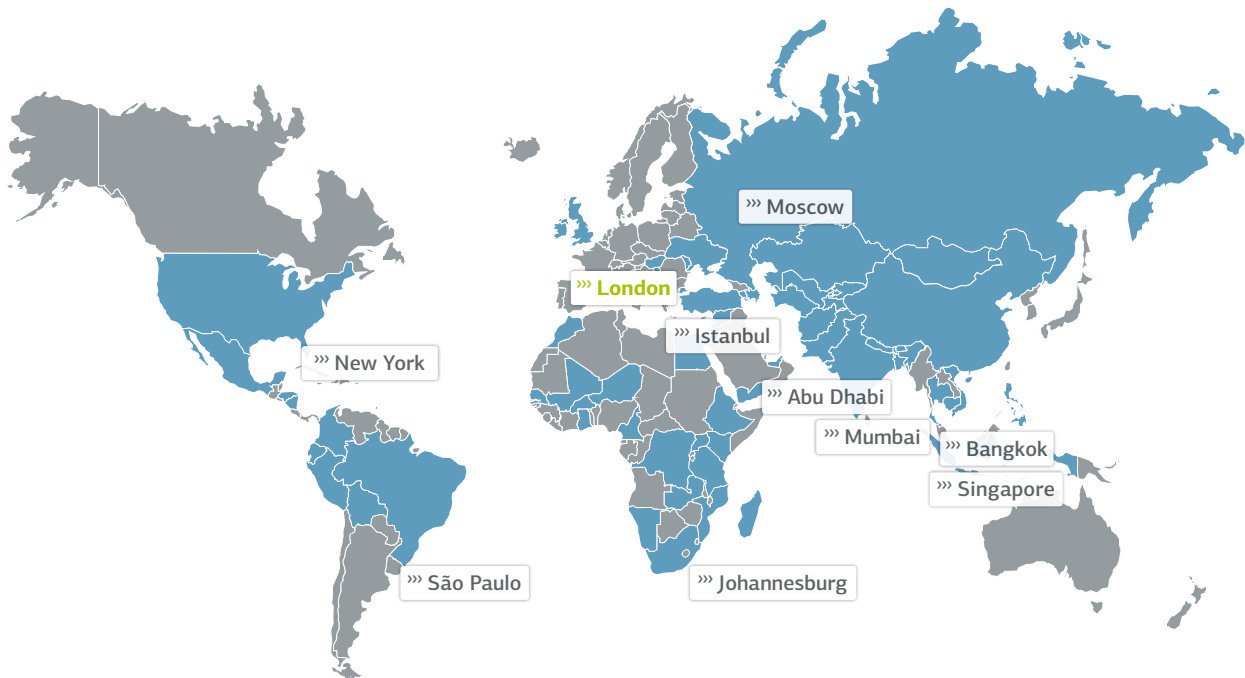 ››› Moscow
››› London
››› Istanbul
››› New York
››› Abu Dhabi
››› Mumbai
››› Bangkok
››› Singapore
››› São Paulo
››› Johannesburg